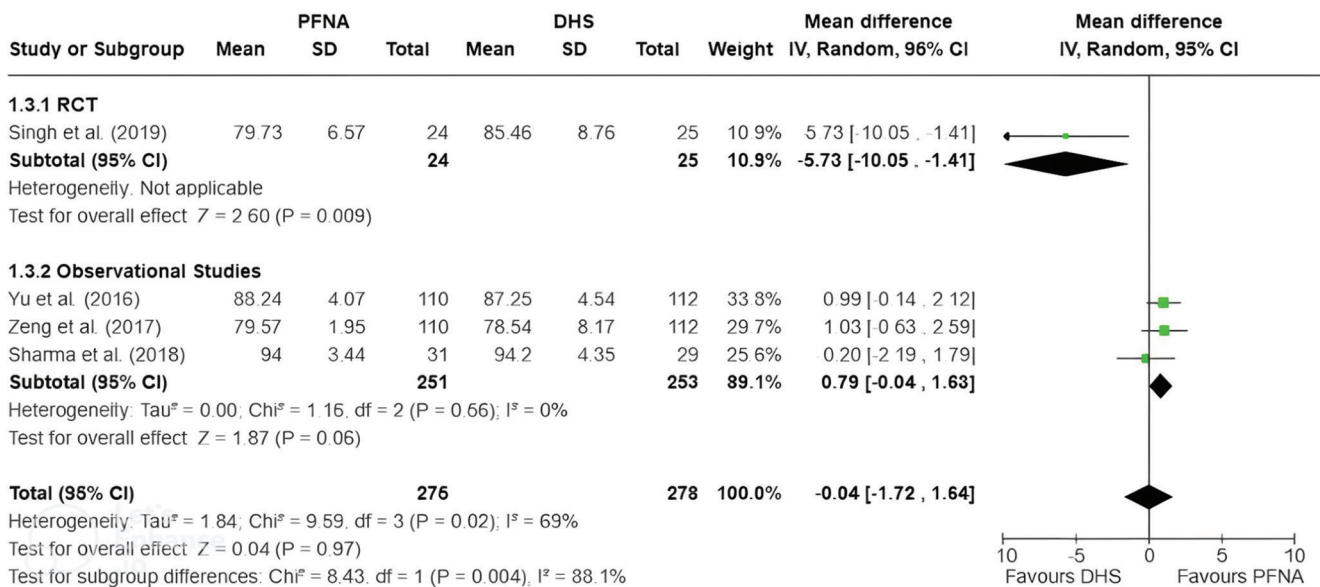 PFNA DHS Mean difference Mean difference
Study or Subgroup Mean SD Total Mean SD Total Weight IV, Random, 96% CI IV, Random, 95% CI
1.3.1 RCT
Singh et al. (2019) 79.73 6.57 24 85.46 8.76 25 10.9% -5 73 [-10 05 . -1.41]
Subtotal (95% CI) 24 25 10.9% -5.73 [-10.05 , -1.41]
Heterogeneily. Not applicable
Test for overall effect Z = 2 60 (P = 0.009)
1.3.2 Observational Studies
Yu et al. (2016) 88.24 4.07 110 87.25 4.54 112 33.8% 0.99 [-0 14 . 2 12]
Zeng et al. (2017) 79.57 1.95 110 78.54 8.17 112 29.7% 1.03 [-0 63 . 2 59]
Sharma et al. (2018) 94 3.44 31 94.2 4.35 29 25.6% 0.20 [-2 19 , 1.79]
Subtotal (95% CI) 251 253 89.1% 0.79 [-0.04 , 1.63]
Heterogeneily: Tau² = 0.00; Chi² = 1.16, df = 2 (P = 0.66); I² = 0%
Test for overall effect Z = 1.87 (P = 0.06)
Total (95% CI) 276 278 100.0% -0.04 [-1.72 , 1.64]
Heterogeneily: Tau² = 1.84; Chi² = 9.59, df = 3 (P = 0.02); I² = 69%
Test for overall effect Z = 0.04 (P = 0.97)
Test for subgroup differences: Chi² = 8.43, df = 1 (P = 0.004), I² = 88.1%
10 -5 0 5 10
Favours DHS Favours PFNA
Let's
Enhance